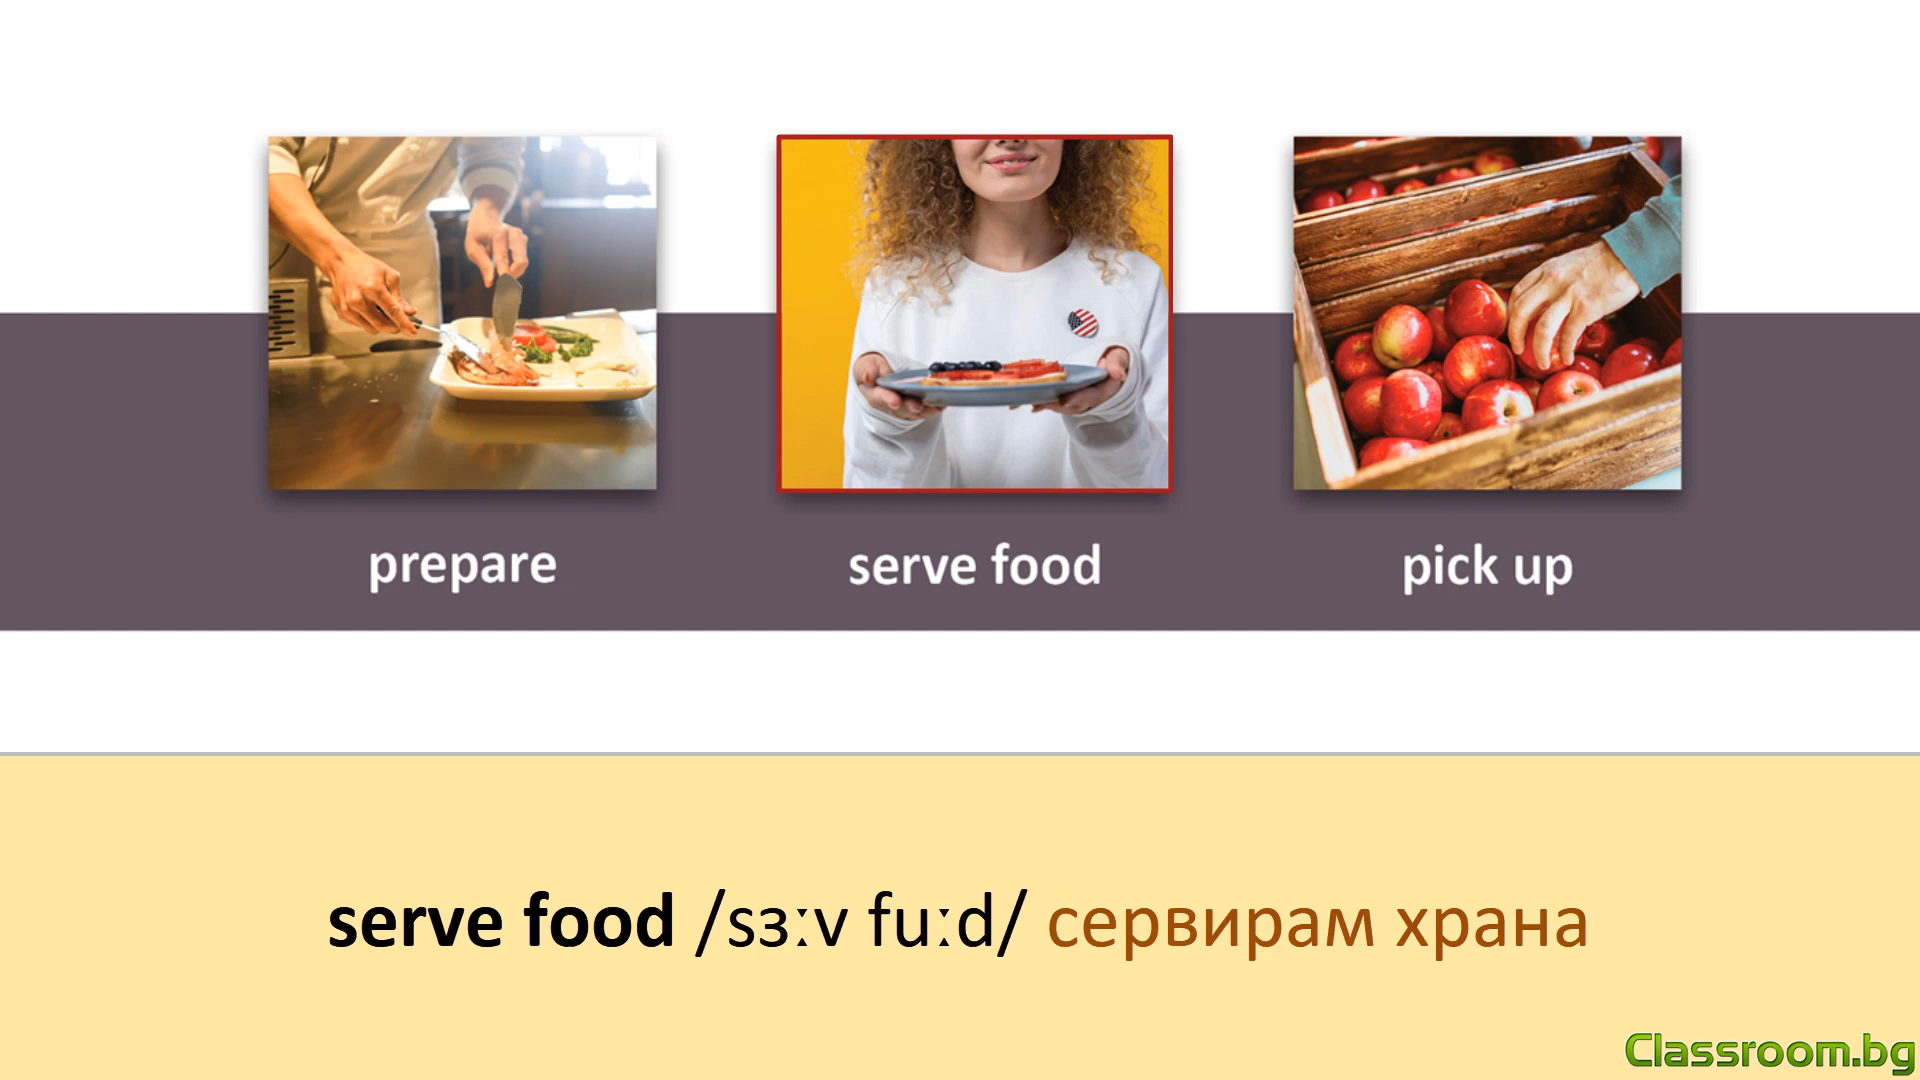 prepare
serve food
pick up
serve food /sɜːv fuːd/ сервирам храна
Classroom.bg